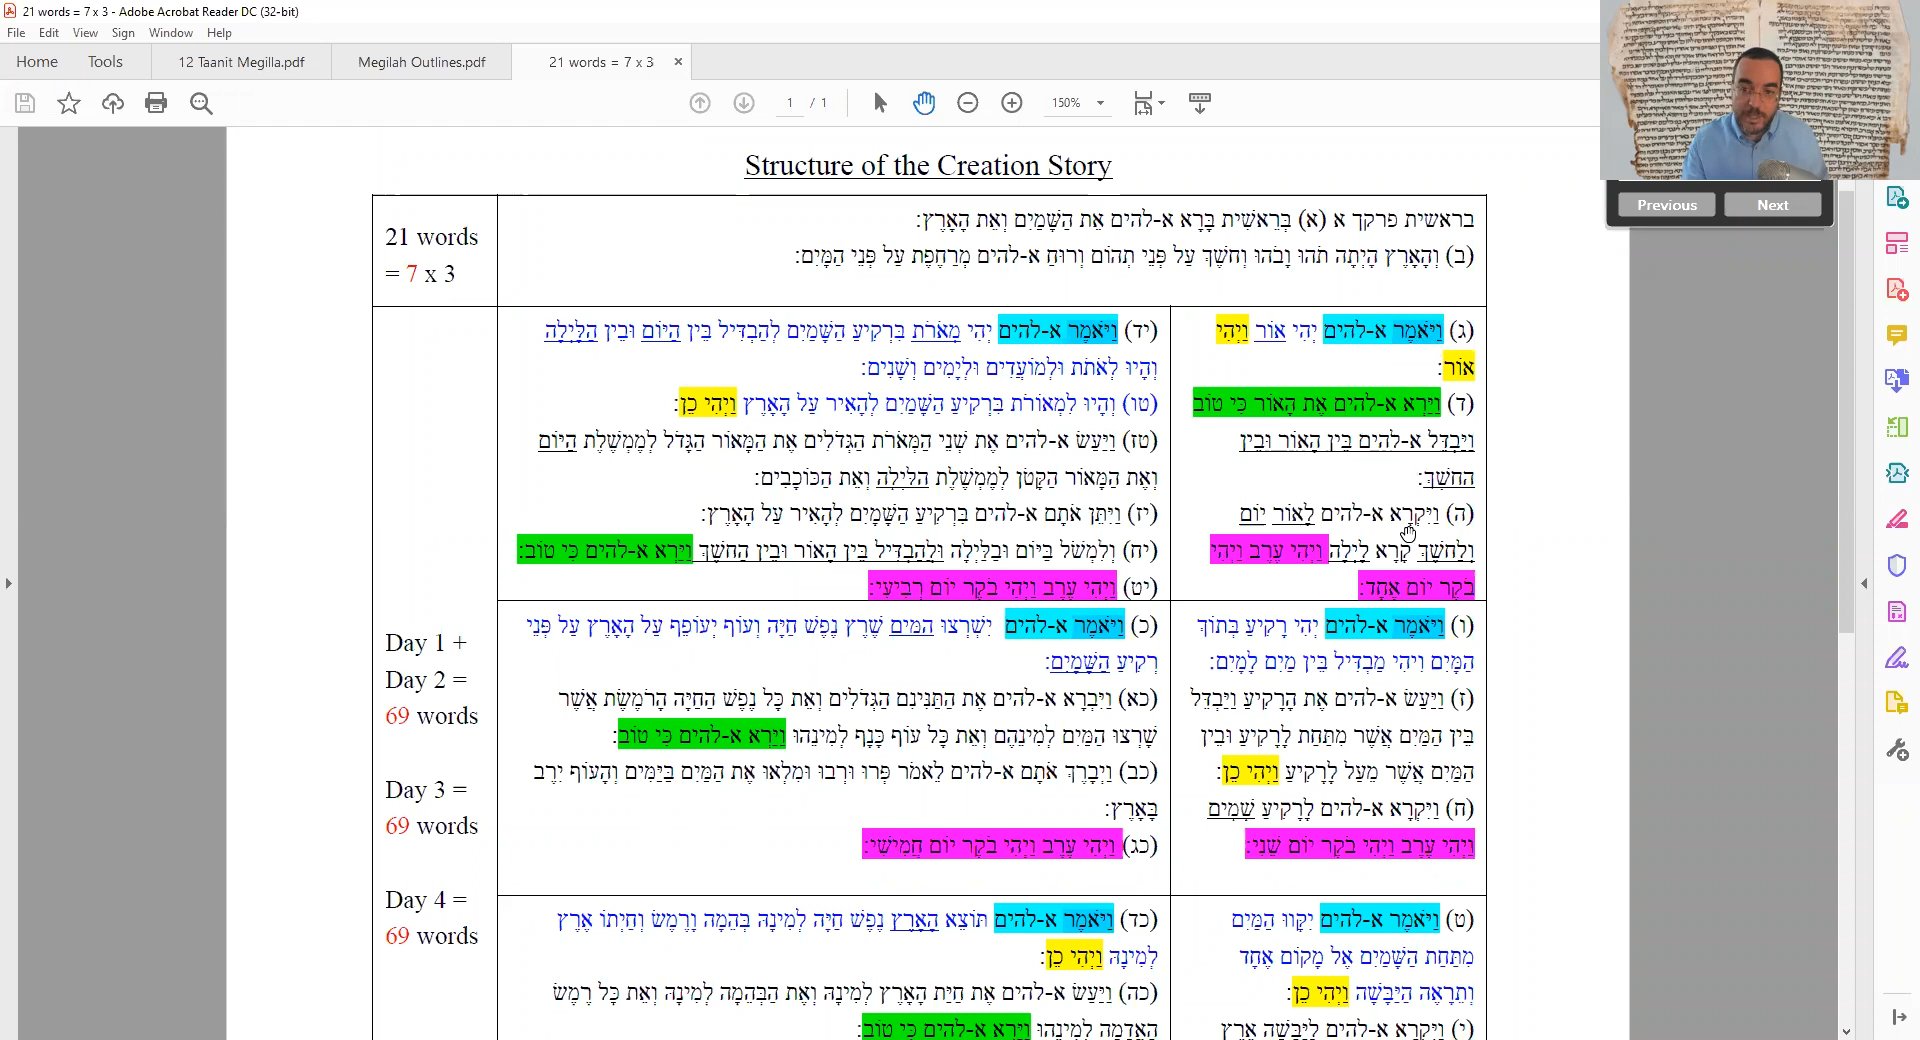 21 words = 7 x 3 - Adobe Acrobat Reader DC (32-bit)
File Edit View Sign Window Help
Home Tools 12 Taanit Megilla.pdf Megilah Outlines.pdf 21 words = 7 x 3 ×
1 / 1 150%
Previous Next
Structure of the Creation Story
21 words
= 7 x 3
בראשית פרקך א (א) בְּרֵאשִׁית בָּרָא א-להים אֵת הַשָּׁמַיִם וְאֵת הָאָרֶץ:
(ב) וְהָאָרֶץ הָיְתָה תֹהוּ וָבֹהוּ וְחֹשֶׁךְ עַל פְּנֵי תְהוֹם וְרוּחַ א-להים מְרַחֶפֶת עַל פְּנֵי הַמָּיִם:
(ג) וַיֹּאמֶר א-להים יְהִי אוֹר וַיְהִי
אוֹר:
(ד) וַיַּרְא א-להים אֶת הָאוֹר כִּי טוֹב
וַיַּבְדֵּל א-להים בֵּין הָאוֹר וּבֵין
הַחֹשֶׁךְ:
(ה) וַיִּקְרָא א-להים לָאוֹר יוֹם
וְלַחֹשֶׁךְ קָרָא לָיְלָה וַיְהִי עֶרֶב וַיְהִי
בֹקֶר יוֹם אֶחָד:
(יד) וַיֹּאמֶר א-להים יְהִי מְאֹרֹת בִּרְקִיעַ הַשָּׁמַיִם לְהַבְדִּיל בֵּין הַיּוֹם וּבֵין הַלָּיְלָה
וְהָיוּ לְאֹתֹת וּלְמוֹעֲדִים וּלְיָמִים וְשָׁנִים:
(טו) וְהָיוּ לִמְאוֹרֹת בִּרְקִיעַ הַשָּׁמַיִם לְהָאִיר עַל הָאָרֶץ וַיְהִי כֵן:
(טז) וַיַּעַשׂ א-להים אֶת שְׁנֵי הַמְּאֹרֹת הַגְּדֹלִים אֶת הַמָּאוֹר הַגָּדֹל לְמֶמְשֶׁלֶת הַיּוֹם
וְאֶת הַמָּאוֹר הַקָּטֹן לְמֶמְשֶׁלֶת הַלַּיְלָה וְאֵת הַכּוֹכָבִים:
(יז) וַיִּתֵּן אֹתָם א-להים בִּרְקִיעַ הַשָּׁמָיִם לְהָאִיר עַל הָאָרֶץ:
(יח) וְלִמְשֹׁל בַּיּוֹם וּבַלַּיְלָה וּלֲהַבְדִּיל בֵּין הָאוֹר וּבֵין הַחֹשֶׁךְ וַיַּרְא א-להים כִּי טוֹב:
(יט) וַיְהִי עֶרֶב וַיְהִי בֹקֶר יוֹם רְבִיעִי:
Day 1 +
Day 2 =
69 words
Day 3 =
69 words
Day 4 =
69 words
(ו) וַיֹּאמֶר א-להים יְהִי רָקִיעַ בְּתוֹךְ
הַמָּיִם וִיהִי מַבְדִּיל בֵּין מַיִם לָמָיִם:
(ז) וַיַּעַשׂ א-להים אֶת הָרָקִיעַ וַיַּבְדֵּל
בֵּין הַמַּיִם אֲשֶׁר מִתַּחַת לָרָקִיעַ וּבֵין
הַמַּיִם אֲשֶׁר מֵעַל לָרָקִיעַ וַיְהִי כֵן:
(ח) וַיִּקְרָא א-להים לָרָקִיעַ שָׁמָיִם
וַיְהִי עֶרֶב וַיְהִי בֹקֶר יוֹם שֵׁנִי:
(כ) וַיֹּאמֶר א-להים יִשְׁרְצוּ הַמַּיִם שֶׁרֶץ נֶפֶשׁ חַיָּה וְעוֹף יְעוֹפֵף עַל הָאָרֶץ עַל פְּנֵי
רְקִיעַ הַשָּׁמָיִם:
(כא) וַיִּבְרָא א-להים אֶת הַתַּנִּינִם הַגְּדֹלִים וְאֵת כָּל נֶפֶשׁ הַחַיָּה הָרֹמֶשֶׂת אֲשֶׁר
שָׁרְצוּ הַמַּיִם לְמִינֵהֶם וְאֵת כָּל עוֹף כָּנָף לְמִינֵהוּ וַיַּרְא א-להים כִּי טוֹב:
(כב) וַיְבָרֶךְ אֹתָם א-להים לֵאמֹר פְּרוּ וּרְבוּ וּמִלְאוּ אֶת הַמַּיִם בַּיַּמִּים וְהָעוֹף יִרֶב
בָּאָרֶץ:
(כג) וַיְהִי עֶרֶב וַיְהִי בֹקֶר יוֹם חֲמִישִׁי:
(ט) וַיֹּאמֶר א-להים יִקָּווּ הַמַּיִם
מִתַּחַת הַשָּׁמַיִם אֶל מָקוֹם אֶחָד
וְתֵרָאֶה הַיַּבָּשָׁה וַיְהִי כֵן:
(י) וַיִּקְרָא א-להים לַיַּבָּשָׁה אֶרֶץ
(כד) וַיֹּאמֶר א-להים תּוֹצֵא הָאָרֶץ נֶפֶשׁ חַיָּה לְמִינָהּ בְּהֵמָה וָרֶמֶשׂ וְחַיְתוֹ אֶרֶץ
לְמִינָהּ וַיְהִי כֵן:
(כה) וַיַּעַשׂ א-להים אֶת חַיַּת הָאָרֶץ לְמִינָהּ וְאֶת הַבְּהֵמָה לְמִינָהּ וְאֵת כָּל רֶמֶשׂ
הָאֲדָמָה לְמִינֵהוּ וַיַּרְא א-להים כִּי טוֹב: